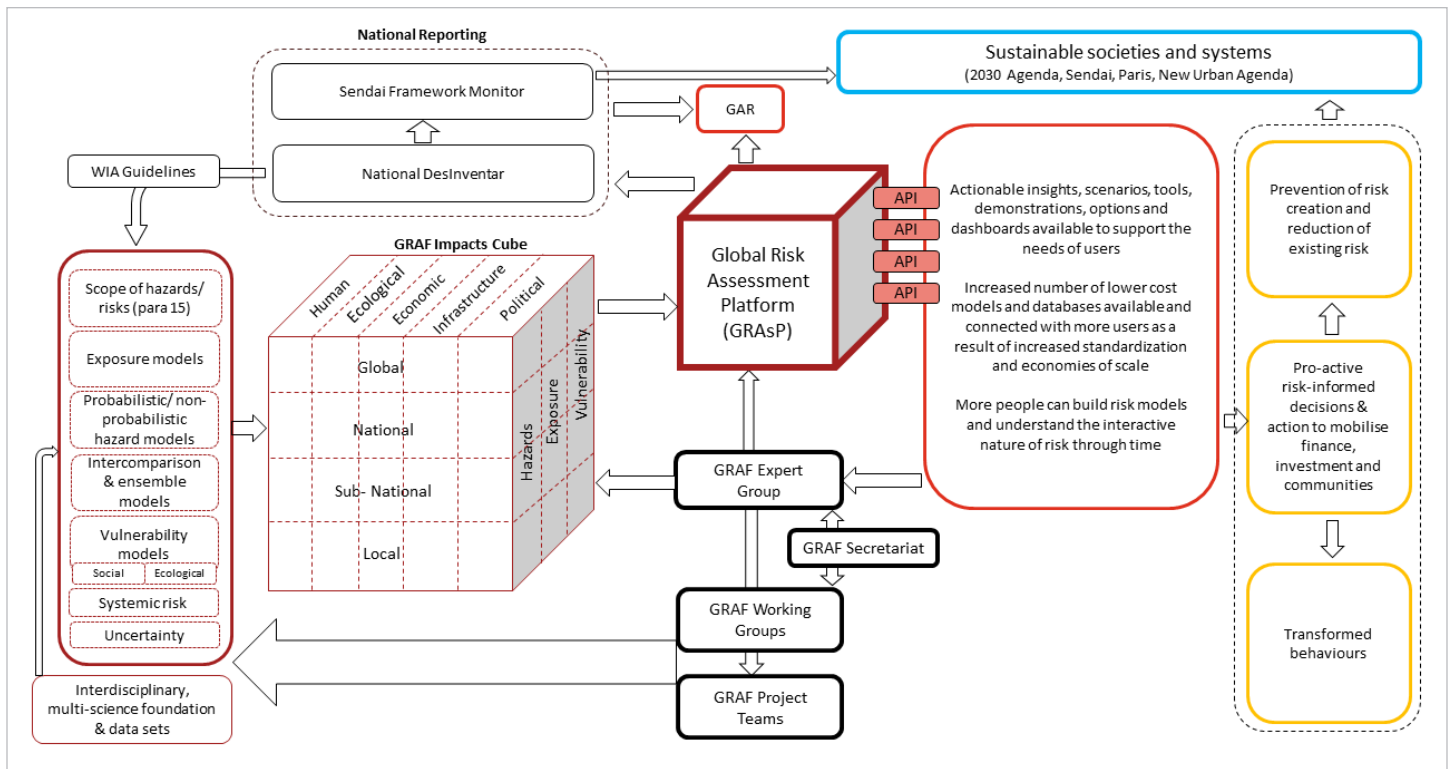 National Reporting
Sendai Framework Monitor
National DesInventar
WIA Guidelines
GAR
Sustainable societies and systems
(2030 Agenda, Sendai, Paris, New Urban Agenda)
Scope of hazards/
risks (para 15)
Exposure models
Probabilistic/ non-
probabilistic
hazard models
Intercomparison
& ensemble
models
Vulnerability
models
Social
Ecological
Systemic risk
Uncertainty
Interdisciplinary,
multi-science foundation
& data sets
GRAF Impacts Cube
Human
Ecological
Economic
Infrastructure
Political
Global
National
Sub- National
Local
Hazards
Exposure
Vulnerability
Global Risk
Assessment
Platform
(GRAsP)
API
API
API
API
Actionable insights, scenarios, tools,
demonstrations, options and
dashboards available to support the
needs of users
Increased number of lower cost
models and databases available and
connected with more users as a
result of increased standardization
and economies of scale
More people can build risk models
and understand the interactive
nature of risk through time
GRAF Expert
Group
GRAF Secretariat
GRAF Working
Groups
GRAF Project
Teams
Prevention of risk
creation and
reduction of
existing risk
Pro-active
risk-informed
decisions &
action to mobilise
finance,
investment and
communities
Transformed
behaviours